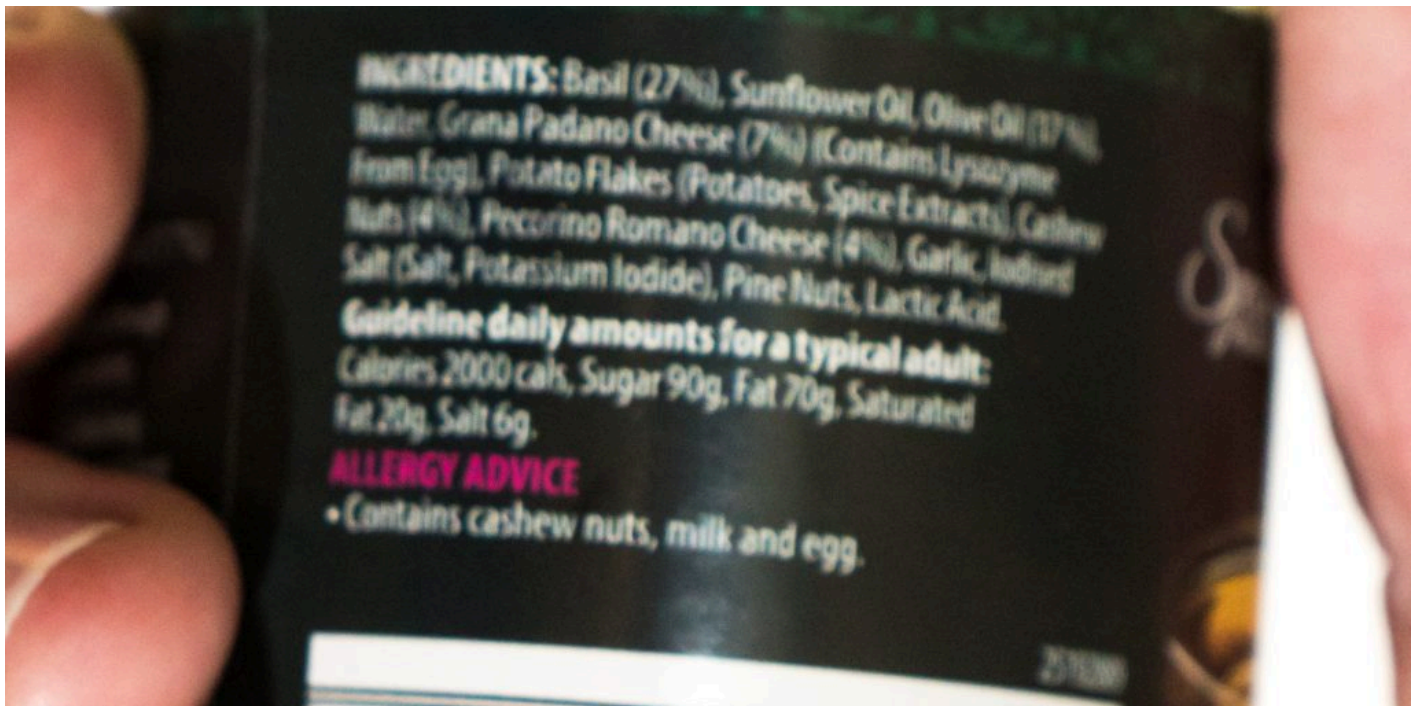 INGREDIENTS: Basil (27%), Sunflower Oil, Olive Oil (17%),
Water, Grana Padano Cheese (7%) (Contains Lysozyme
From Egg), Potato Flakes (Potatoes, Spice Extracts), Cashew
Nuts (4%), Pecorino Romano Cheese (4%), Garlic, Iodised
Salt (Salt, Potassium Iodide), Pine Nuts, Lactic Acid.
Guideline daily amounts for a typical adult:
Calories 2000 cals, Sugar 90g, Fat 70g, Saturated
Fat 20g, Salt 6g.
ALLERGY ADVICE
• Contains cashew nuts, milk and egg.